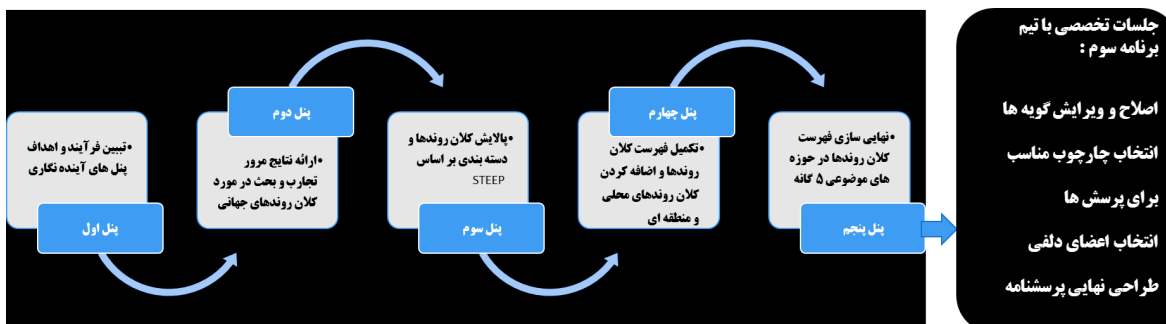 تبیین فرآیند و اهداف
پنل های آینده نگاری
پنل اول
پنل دوم
ارائه نتایج مرور
تجارب و بحث در مورد
کلان روندهای جهانی
پالایش کلان روندها و
دسته بندی بر اساس
STEEP
پنل سوم
پنل چهارم
تکمیل فهرست کلان
روندها و اضافه کردن
کلان روندهای محلی
و منطقه ای
نهایی سازی فهرست
کلان روندها در حوزه
های موضوعی ۵ گانه
پنل پنجم
جلسات تخصصی با تیم
برنامه سوم :
اصلاح و ویرایش گویه ها
انتخاب چارچوب مناسب
برای پرسش ها
انتخاب اعضای دلفی
طراحی نهایی پرسشنامه